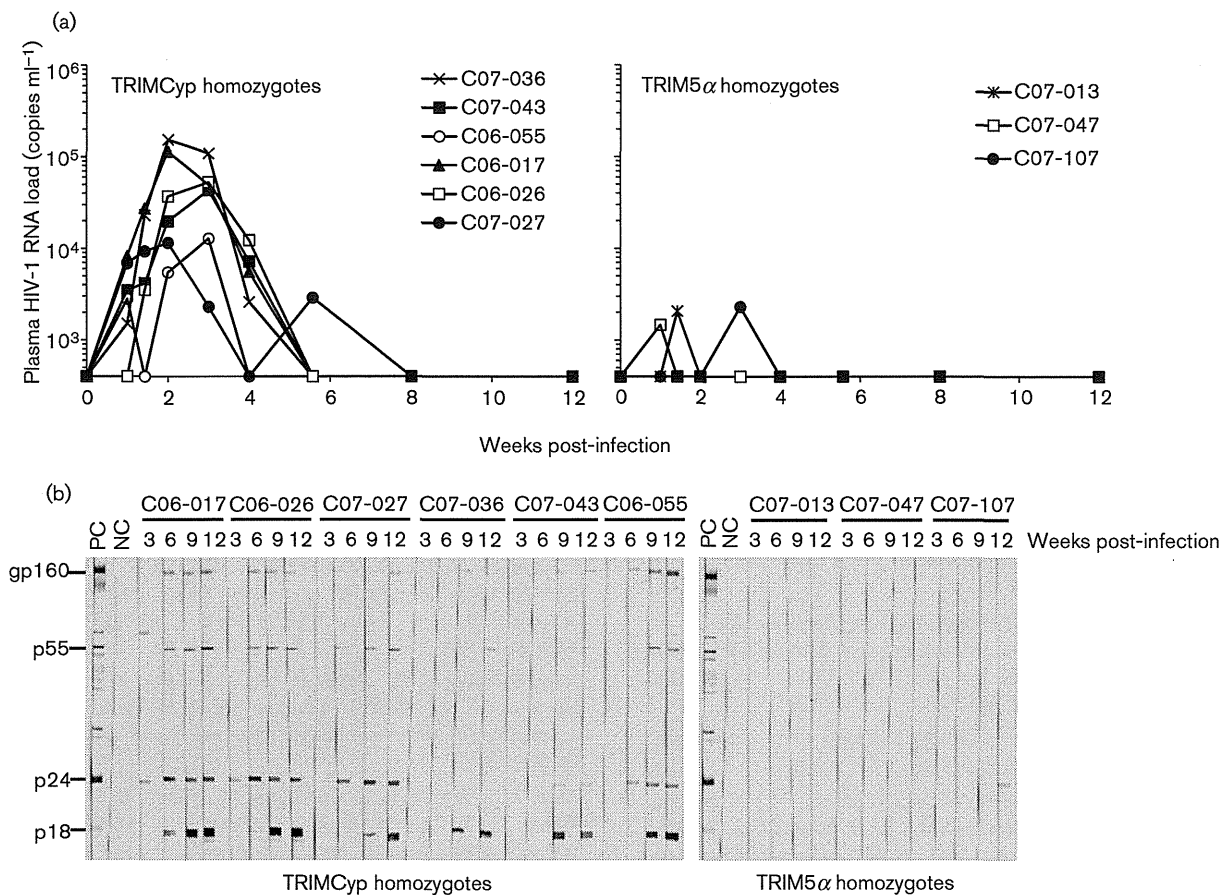 (a)
Plasma HIV-1 RNA load (copies ml⁻¹)
10⁶
10⁵
10⁴
10³
TRIMCyp homozygotes
C07-036
C07-043
C06-055
C06-017
C06-026
C07-027
0 2 4 6 8 10 12
TRIM5α homozygotes
C07-013
C07-047
C07-107
0 2 4 6 8 10 12
Weeks post-infection
(b)
C06-017 C06-026 C07-027 C07-036 C07-043 C06-055
PC NC 3 6 9 12 3 6 9 12 3 6 9 12 3 6 9 12 3 6 9 12 3 6 9 12
C07-013 C07-047 C07-107
PC NC 3 6 9 12 3 6 9 12 3 6 9 12 Weeks post-infection
gp160
p55
p24
p18
TRIMCyp homozygotes
TRIM5α homozygotes